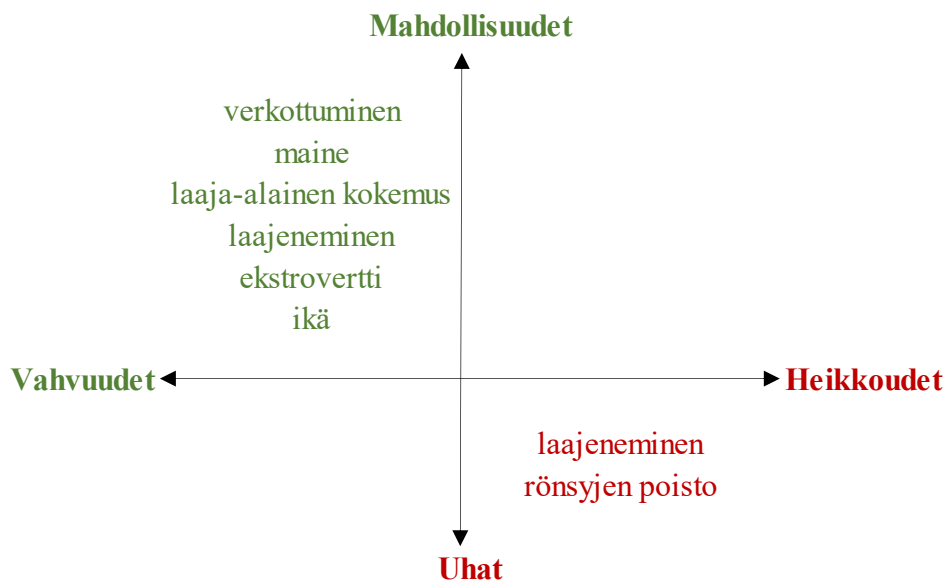 Mahdollisuudet
verkottuminen
maine
laaja-alainen kokemus
laajeneminen
ekstrovertti
ikä
Vahvuudet
Heikkoudet
laajeneminen
rönsyjen poisto
Uhat